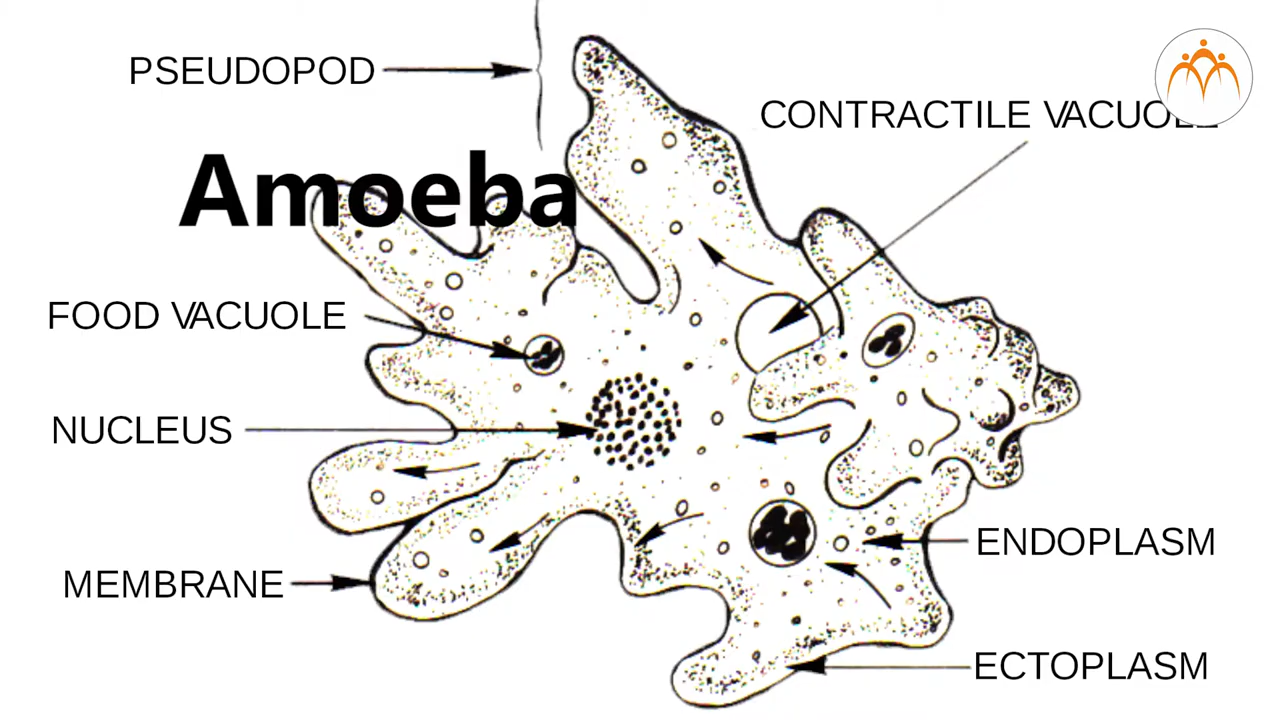 PSEUDOPOD
CONTRACTILE VACUOLE
Amoeba
FOOD VACUOLE
NUCLEUS
MEMBRANE
ENDOPLASM
ECTOPLASM